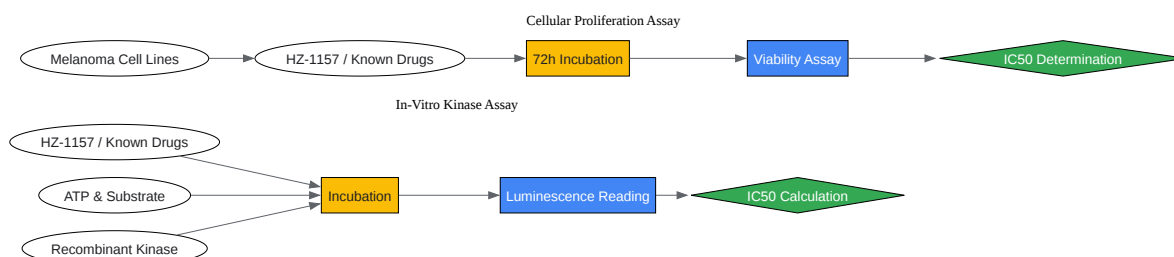 Cellular Proliferation Assay
Melanoma Cell Lines
HZ-1157 / Known Drugs
72h Incubation
Viability Assay
IC50 Determination
In-Vitro Kinase Assay
HZ-1157 / Known Drugs
ATP & Substrate
Recombinant Kinase
Incubation
Luminescence Reading
IC50 Calculation